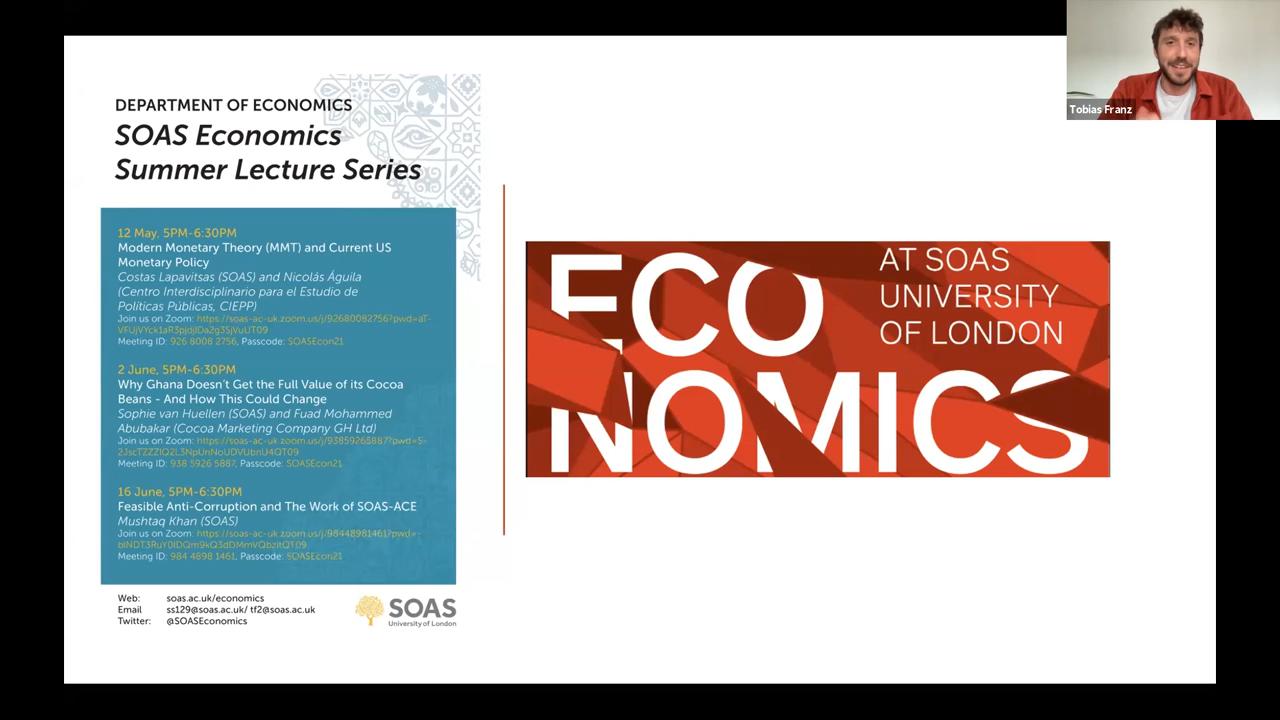 DEPARTMENT OF ECONOMICS
SOAS Economics
Summer Lecture Series
12 May, 5PM-6:30PM
Modern Monetary Theory (MMT) and Current US
Monetary Policy
Costas Lapavitsas (SOAS) and Nicolás Águila
(Centro Interdisciplinario para el Estudio de
Políticas Públicas, CIEPP)
Join us on Zoom:
Meeting ID: 926 8008 2756, Passcode: SOASEcon21
2 June, 5PM-6:30PM
Why Ghana Doesn't Get the Full Value of its Cocoa
Beans - And How This Could Change
Sophie van Huellen (SOAS) and Fuad Mohammed
Abubakar (Cocoa Marketing Company GH Ltd)
Join us on Zoom:
Meeting ID: 938 5926 5887, Passcode: SOASEcon21
16 June, 5PM-6:30PM
Feasible Anti-Corruption and The Work of SOAS-ACE
Mushtaq Khan (SOAS)
Join us on Zoom:
Meeting ID: 984 4898 1461, Passcode: SOASEcon21
Web: soas.ac.uk/economics
Email ss129@soas.ac.uk/ tf2@soas.ac.uk
Twitter: @SOASEconomics
SOAS
University of London
ECO
NOMICS
AT SOAS
UNIVERSITY
OF LONDON
Tobias Franz